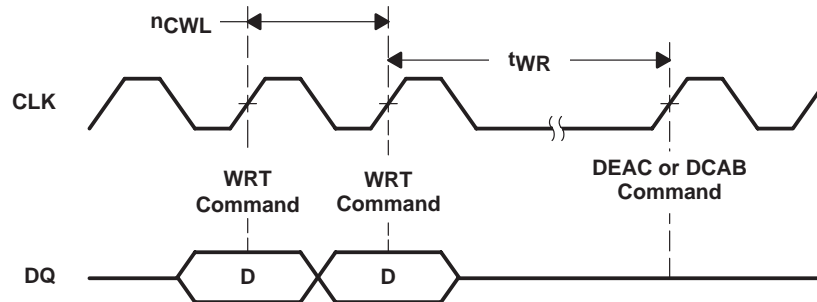 nCWL
tWR
CLK
WRT
Command
WRT
Command
DEAC or DCAB
Command
DQ
D
D